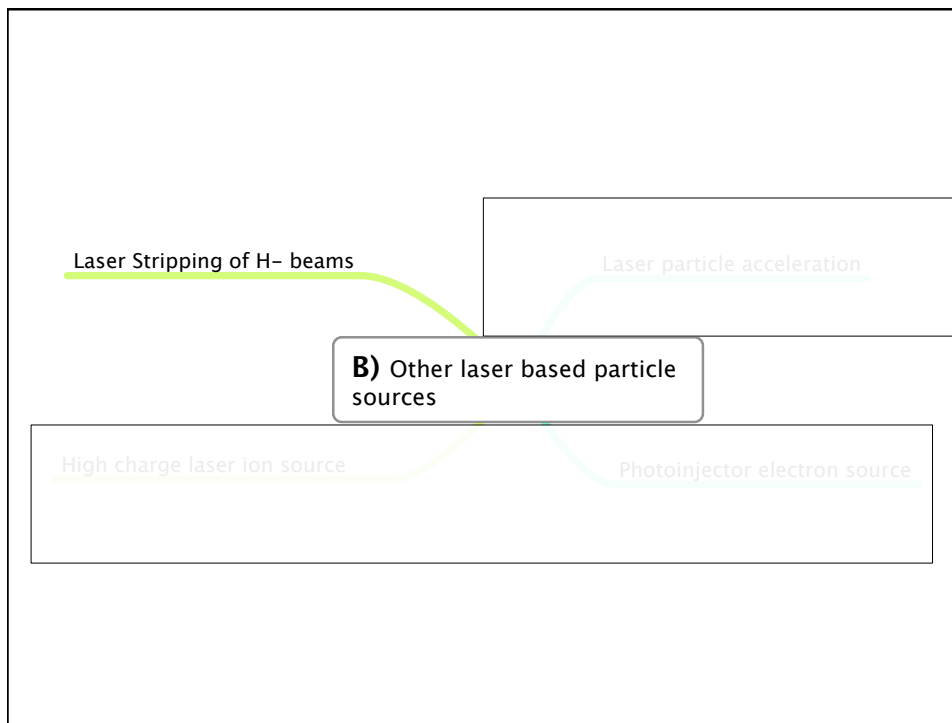 Laser Stripping of H– beams
Laser particle acceleration
B) Other laser based particle
sources
High charge laser ion source
Photoinjector electron source